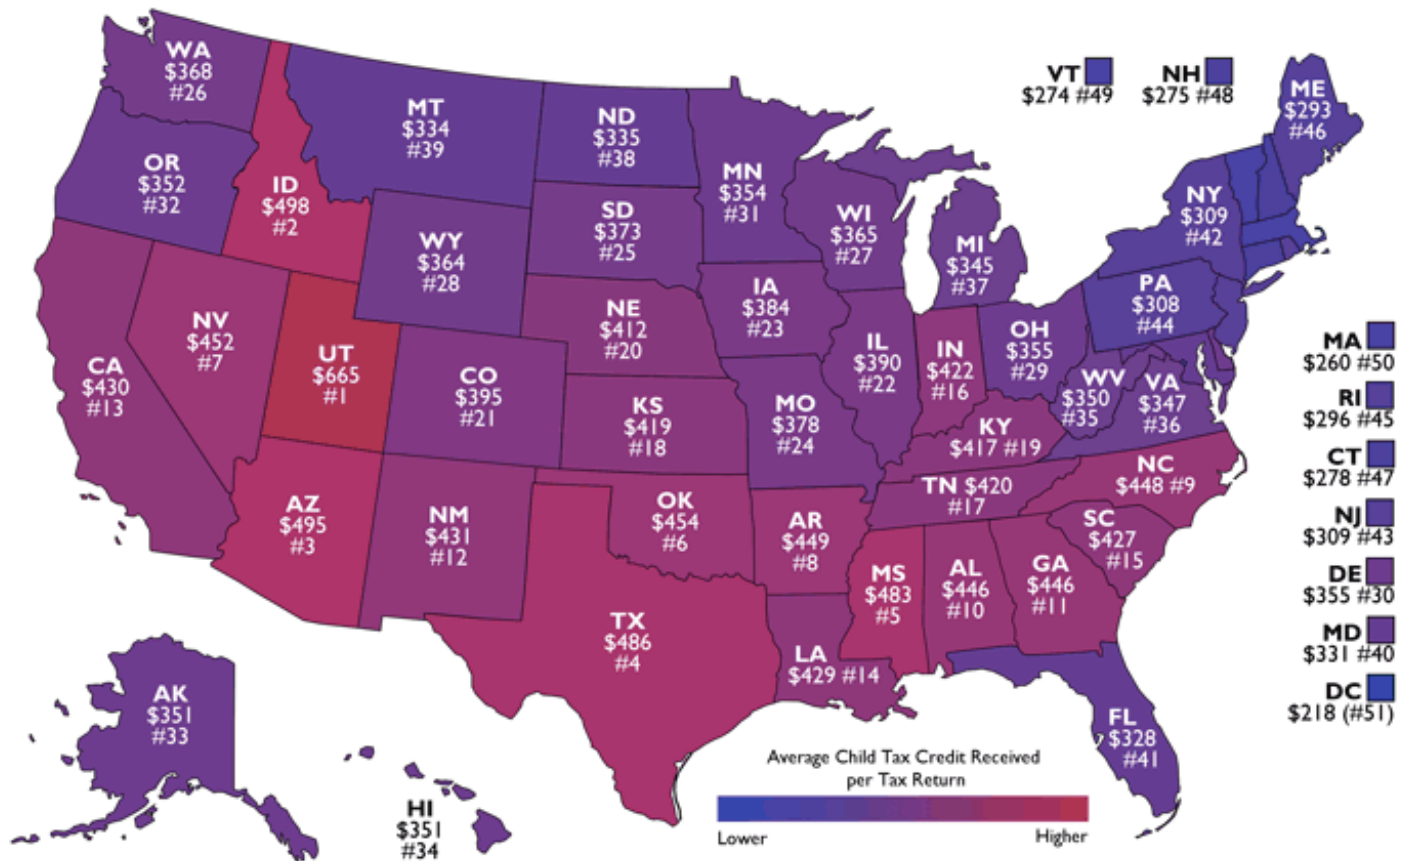 WA
$368
#26
OR
$352
#32
CA
$430
#13
NV
$452
#7
ID
$498
#2
MT
$334
#39
WY
$364
#28
UT
$665
#1
CO
$395
#21
AZ
$495
#3
NM
$431
#12
ND
$335
#38
SD
$373
#25
NE
$412
#20
KS
$419
#18
OK
$454
#6
TX
$486
#4
MN
$354
#31
IA
$384
#23
MO
$378
#24
AR
$449
#8
LA
$429 #14
WI
$365
#27
IL
$390
#22
MI
$345
#37
IN
$422
#16
OH
$355
#29
KY
$417 #19
TN $420
#17
MS
$483
#5
AL
$446
#10
GA
$446
#11
FL
$328
#41
SC
$427
#15
NC
$448 #9
WV
$350
#35
VA
$347
#36
PA
$308
#44
NY
$309
#42
ME
$293
#46
VT
$274 #49
NH
$275 #48
MA
$260 #50
RI
$296 #45
CT
$278 #47
NJ
$309 #43
DE
$355 #30
MD
$331 #40
DC
$218 (#51)
AK
$351
#33
HI
$351
#34
Average Child Tax Credit Received
per Tax Return
Lower
Higher